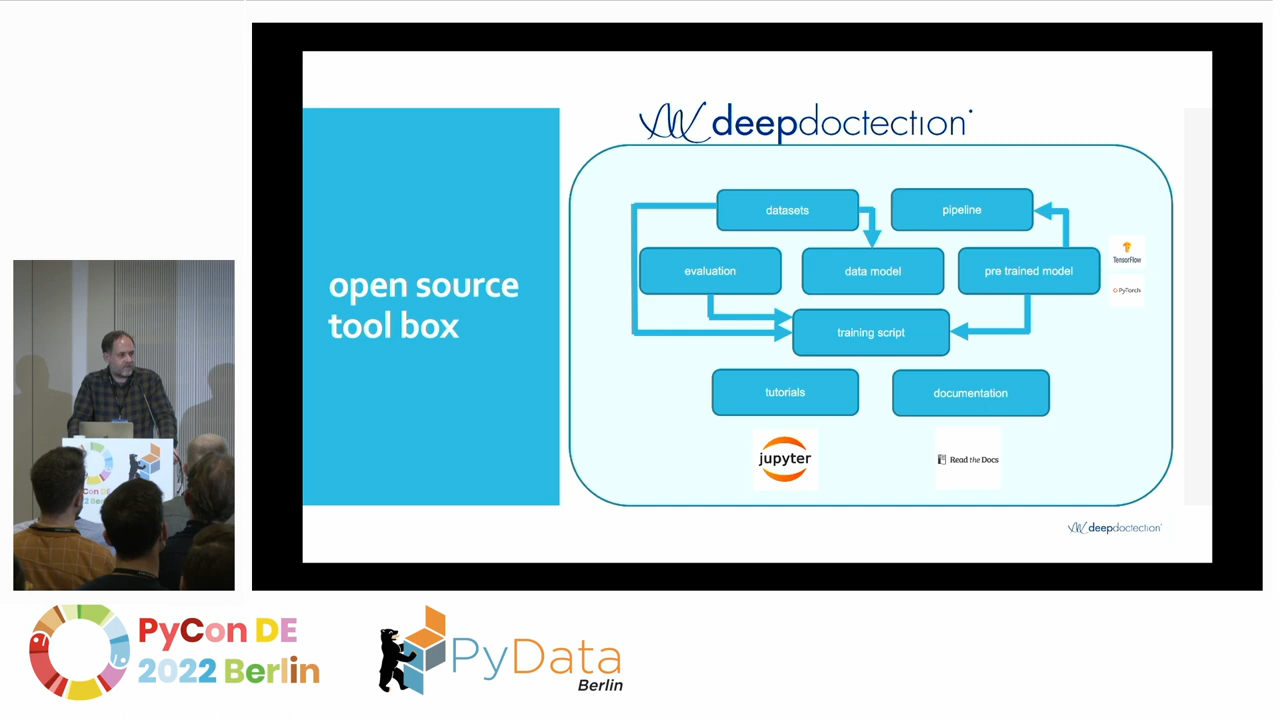 deepdoctection
open source
tool box
datasets
pipeline
evaluation
data model
pre trained model
TensorFlow
PyTorch
training script
tutorials
documentation
jupyter
Read the Docs
deepdoctection
PyCon DE
2022 Berlin
PyData
Berlin